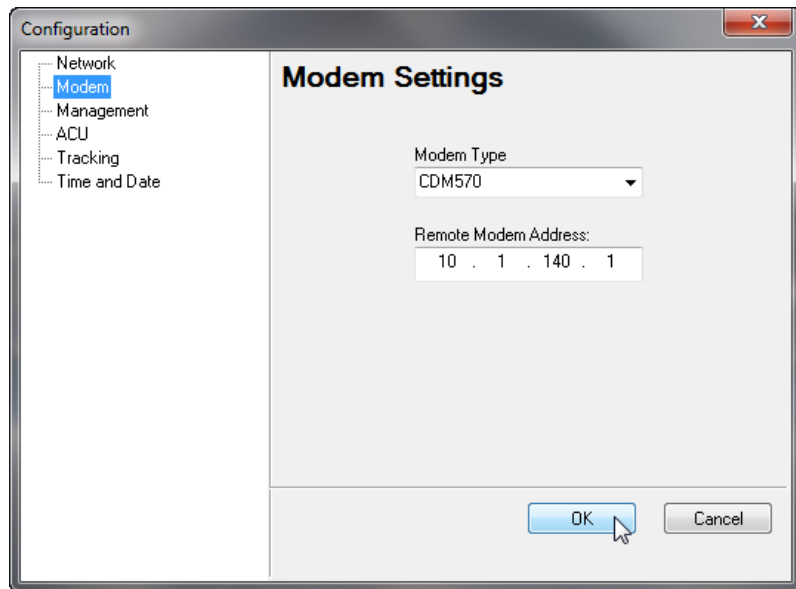 Configuration
Network
Modem
Management
ACU
Tracking
Time and Date
Modem Settings
Modem Type
CDM570
Remote Modem Address:
10 . 1 . 140 . 1
OK
Cancel